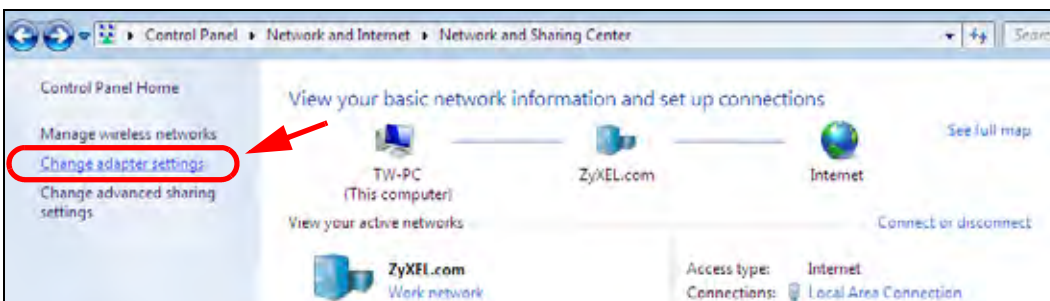 Control Panel ▸ Network and Internet ▸ Network and Sharing Center
Control Panel Home
Manage wireless networks
Change adapter settings
Change advanced sharing
settings
View your basic network information and set up connections
See full map
TW-PC
(This computer)
ZyXEL.com
Internet
View your active networks
Connect or disconnect
ZyXEL.com
Work network
Access type: Internet
Connections: Local Area Connection